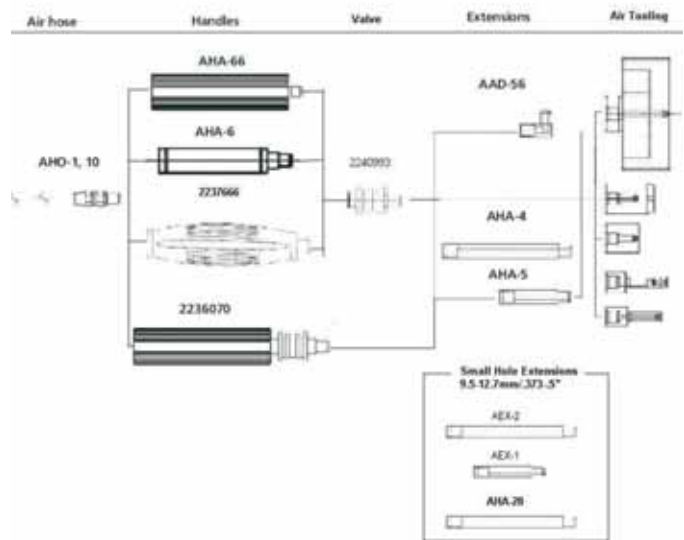 Air hose
Handles
Valve
Extensions
Air Tooling
AHA-66
AAD-56
AHA-6
AHO-1, 10
2240993
2237666
AHA-4
AHA-5
2236070
Small Hole Extensions
9.5-12.7mm/.373-.5"
AEX-2
AEX-1
AHA-28